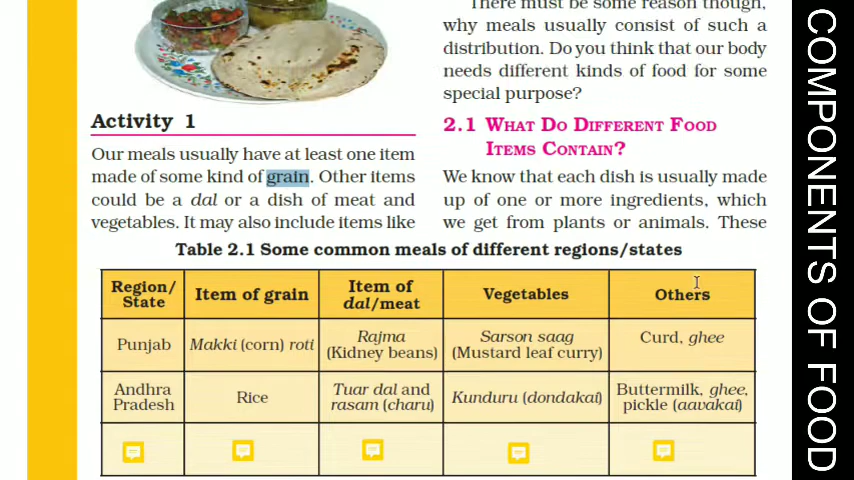 There must be some reason though,
why meals usually consist of such a
distribution. Do you think that our body
needs different kinds of food for some
special purpose?
Activity 1
Our meals usually have at least one item
made of some kind of grain. Other items
could be a dal or a dish of meat and
vegetables. It may also include items like
2.1 What Do Different Food
Items Contain?
We know that each dish is usually made
up of one or more ingredients, which
we get from plants or animals. These
Table 2.1 Some common meals of different regions/states
Region/
State
Item of grain
Item of
dal/meat
Vegetables
Others
Punjab
Makki (corn) roti
Rajma
(Kidney beans)
Sarson saag
(Mustard leaf curry)
Curd, ghee
Andhra
Pradesh
Rice
Tuar dal and
rasam (charu)
Kunduru (dondakai)
Buttermilk, ghee,
pickle (aavakai)
COMPONENTS OF FOOD